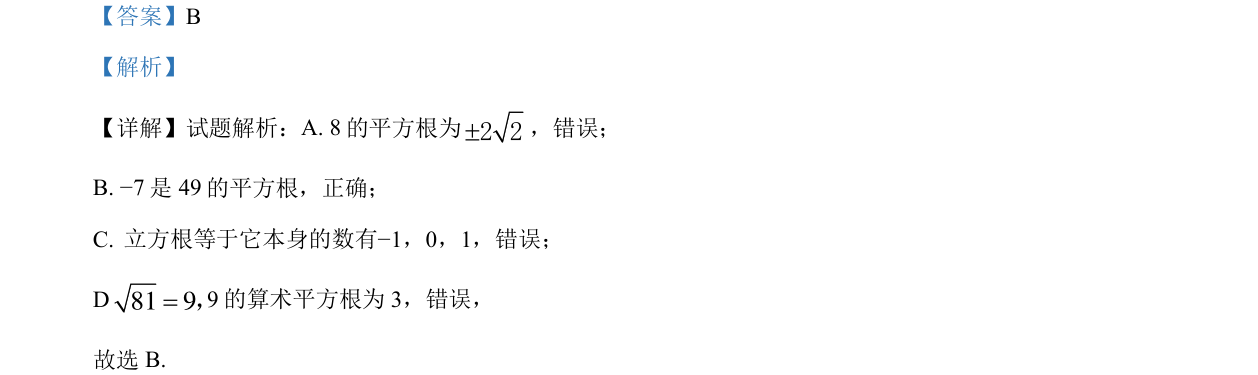 【答案】B
【解析】
【详解】试题解析：A. 8 的平方根为±2√2，错误；
B. −7 是 49 的平方根，正确；
C. 立方根等于它本身的数有−1，0，1，错误；
D √81 = 9, 9 的算术平方根为 3，错误，
故选 B.